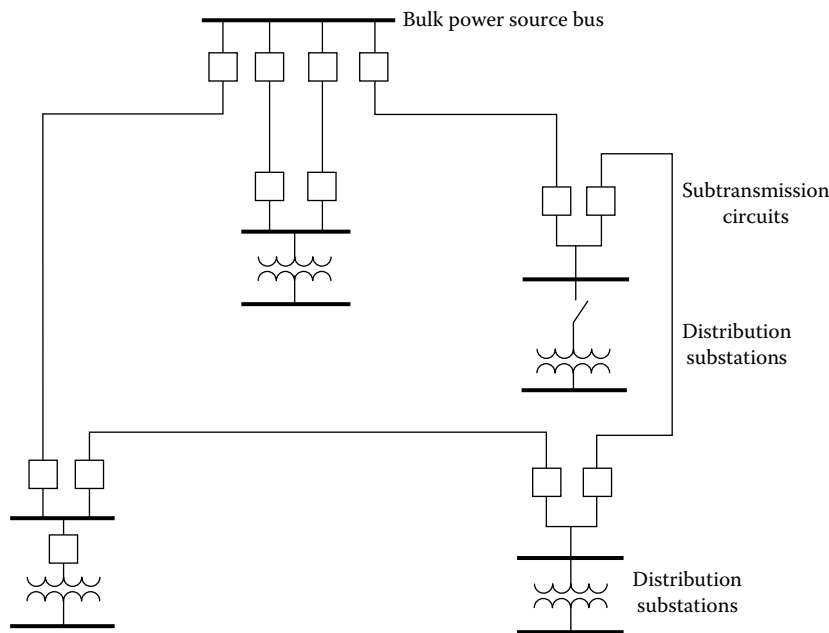 Bulk power source bus
Subtransmission
circuits
Distribution
substations
Distribution
substations